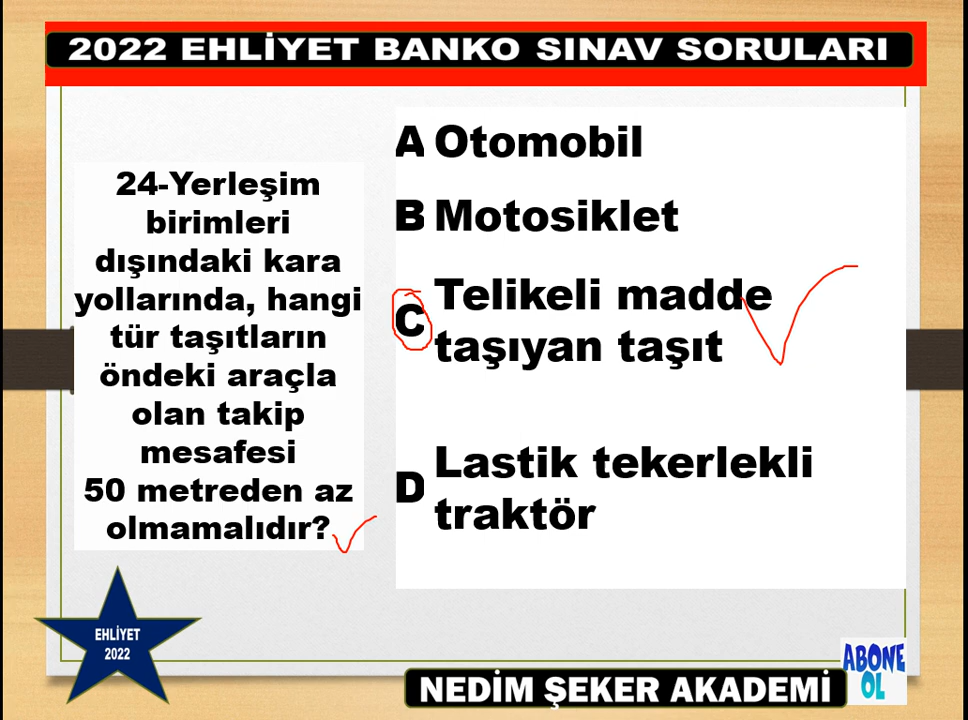 2022 EHLİYET BANKO SINAV SORULARI
24-Yerleşim
birimleri
dışındaki kara
yollarında, hangi
tür taşıtların
öndeki araçla
olan takip
mesafesi
50 metreden az
olmamalıdır?
A Otomobil
B Motosiklet
C Telikeli madde
taşıyan taşıt
D Lastik tekerlekli
traktör
EHLİYET
2022
ABONE
OL
NEDİM ŞEKER AKADEMİ